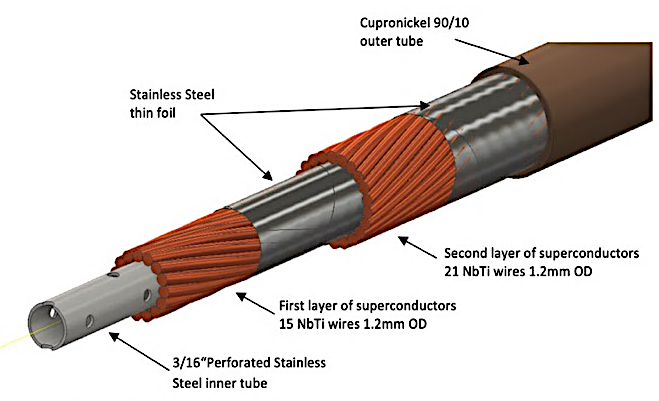 Cupronickel 90/10
outer tube
Stainless Steel
thin foil
Second layer of superconductors
21 NbTi wires 1.2mm OD
First layer of superconductors
15 NbTi wires 1.2mm OD
3/16“Perforated Stainless
Steel inner tube